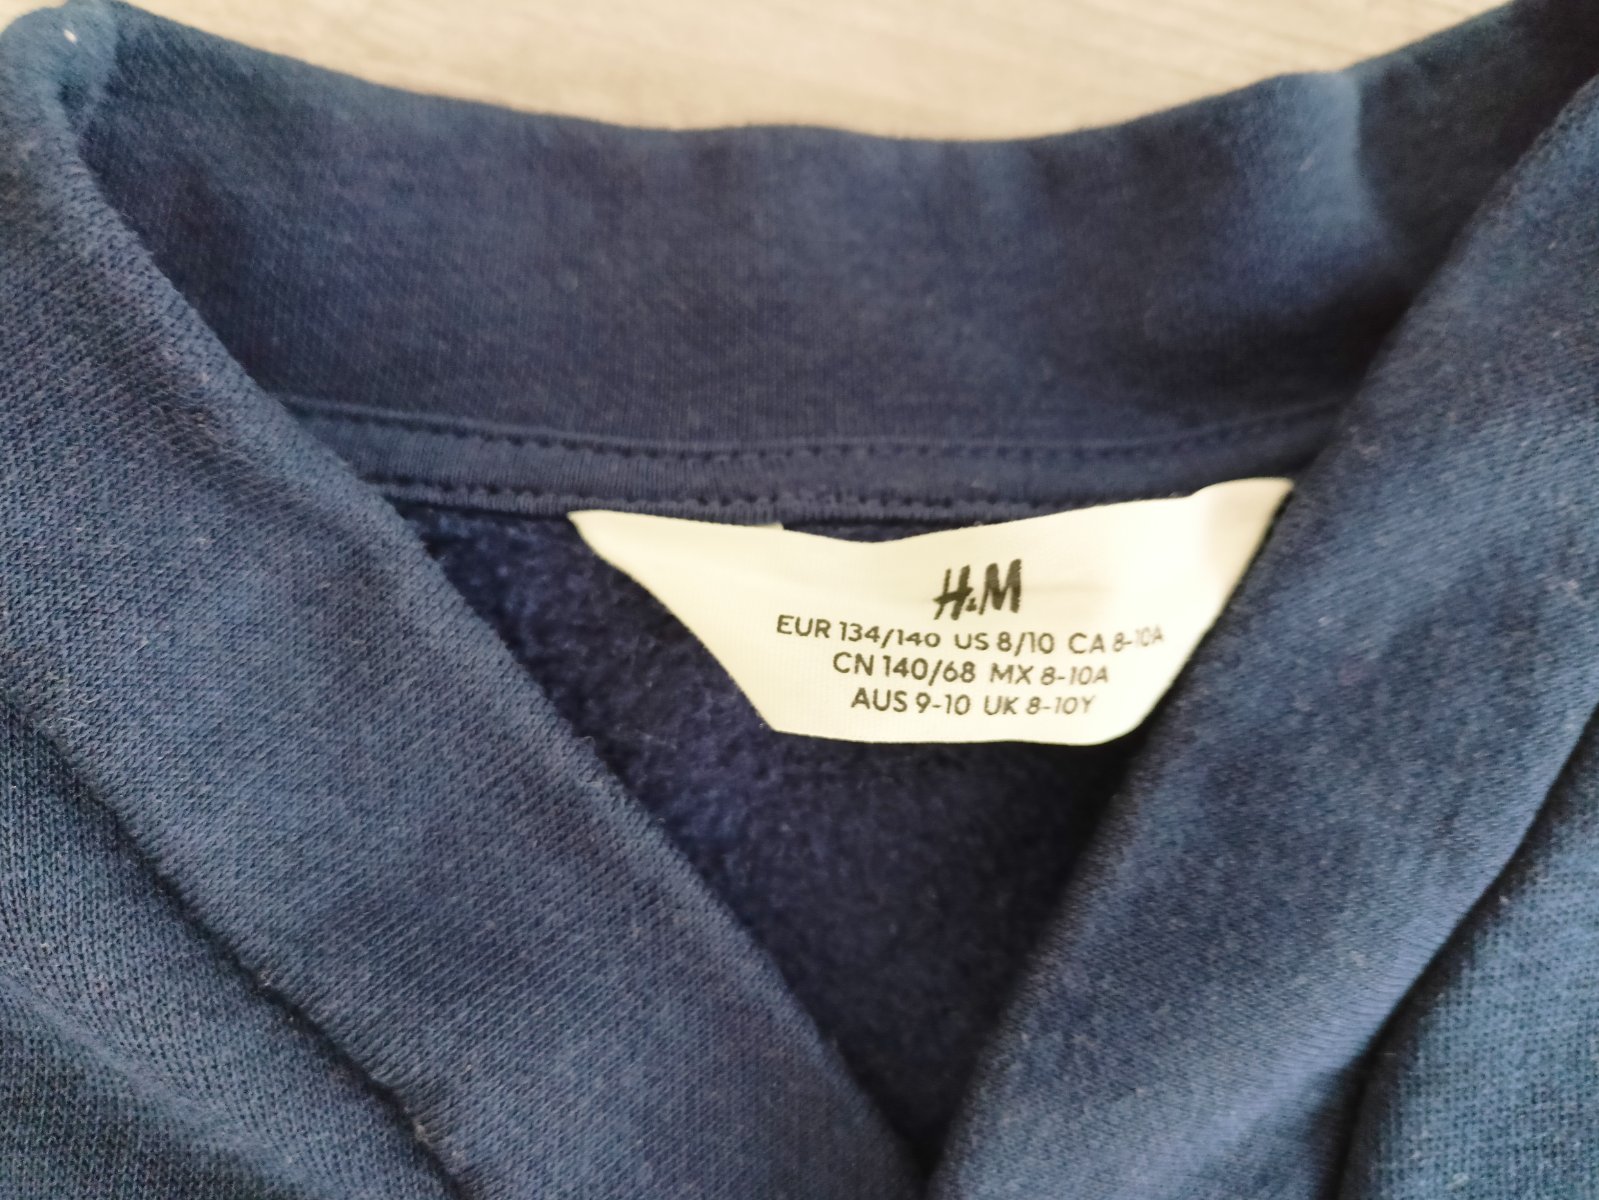 H&M
EUR 134/140 US 8/10 CA 8-10A
CN 140/68 MX 8-10A
AUS 9-10 UK 8-10Y